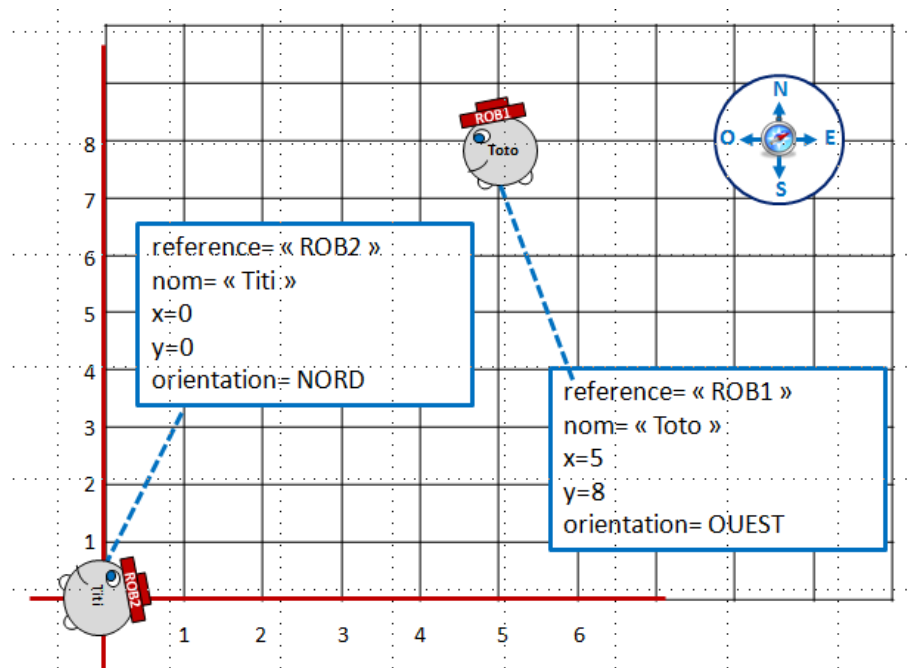 ROB1
Toto
N
O
E
S
8
7
6
5
4
3
2
1
reference= « ROB2 »
nom= « Titi »
x=0
y=0
orientation= NORD
reference= « ROB1 »
nom= « Toto »
x=5
y=8
orientation= OUEST
Titi
ROB2
1
2
3
4
5
6